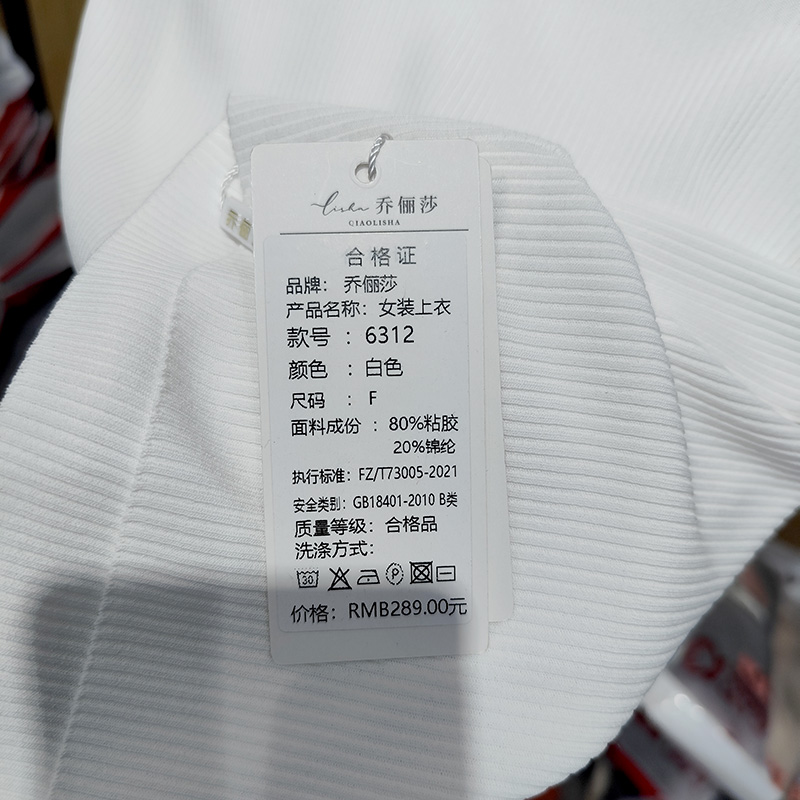 lisha 乔俪莎
QIAOLISHA
合格证
品牌： 乔俪莎
产品名称：女装上衣
款号 ：6312
颜色 ：白色
尺码 ：F
面料成份 ：80%粘胶
20%锦纶
执行标准：FZ/T73005-2021
安全类别：GB18401-2010 B类
质量等级：合格品
洗涤方式：
30
P
价格：RMB289.00元
乔俪